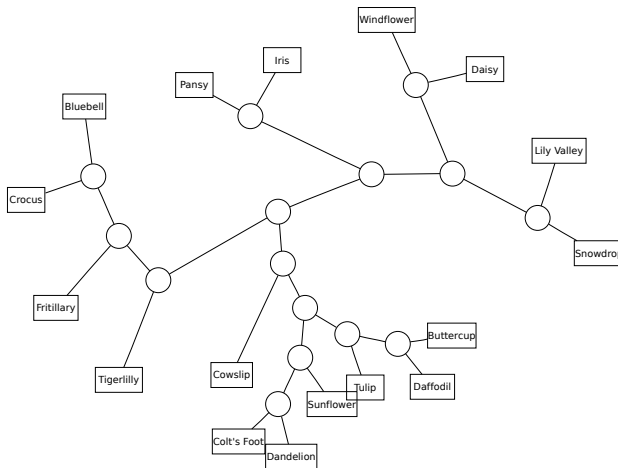 Windflower
Iris
Daisy
Pansy
Bluebell
Lily Valley
Crocus
Snowdrop
Fritillary
Buttercup
Cowslip
Tigerlilly
Daffodil
Tulip
Sunflower
Colt's Foot
Dandelion